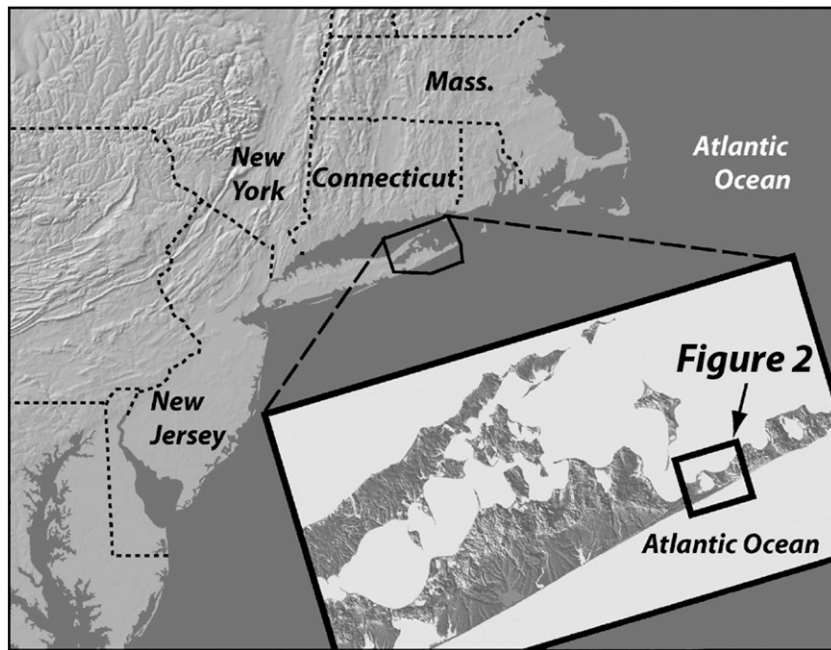 Mass.
Atlantic
Ocean
New
York
Connecticut
New
Jersey
Figure 2
Atlantic Ocean